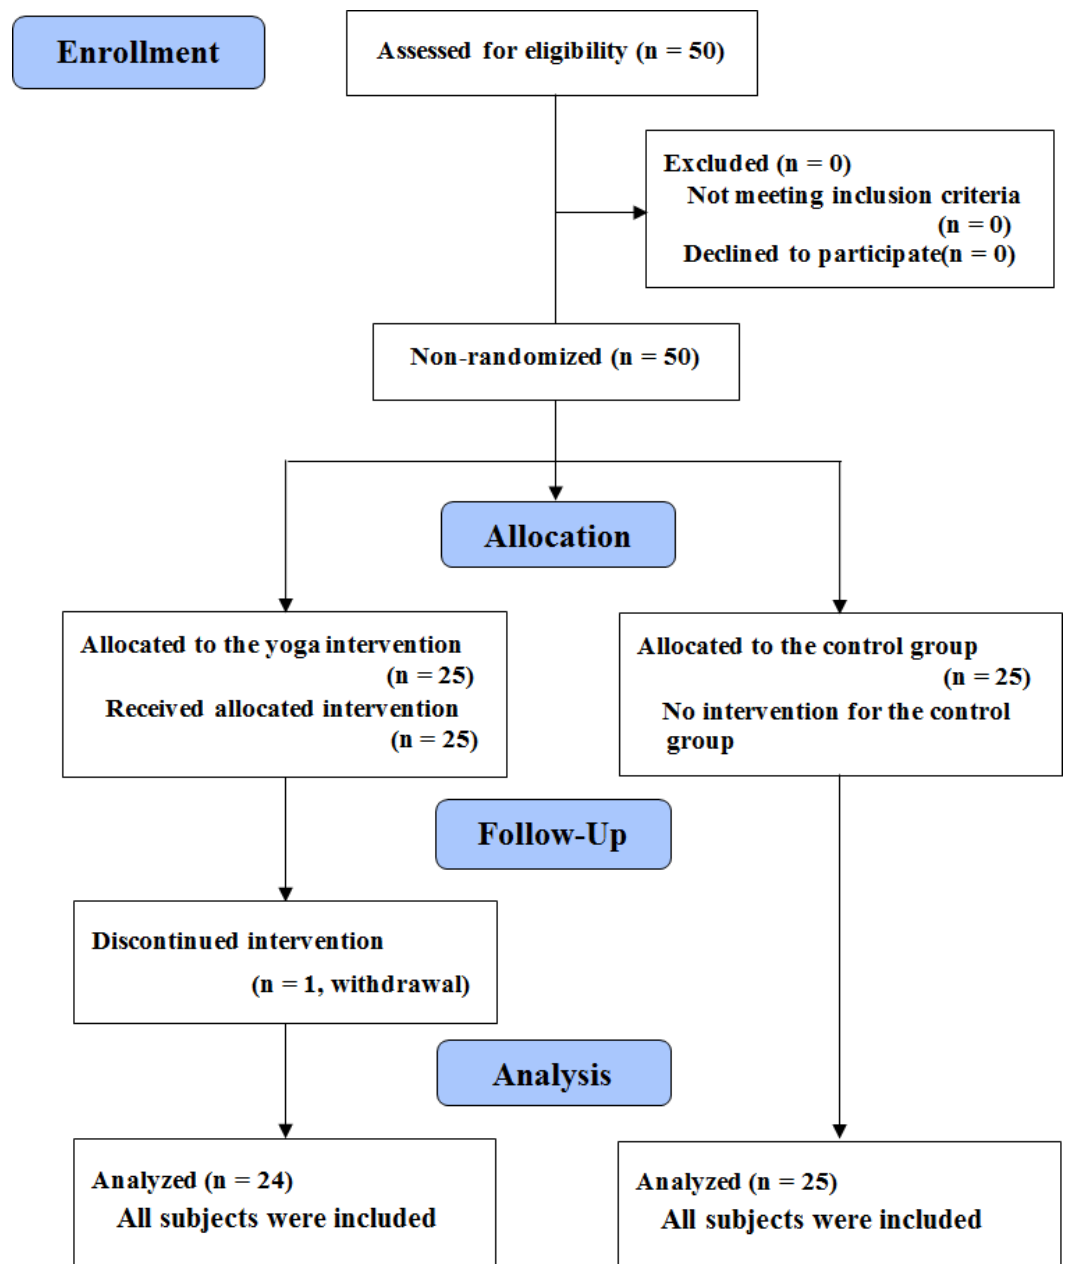 Enrollment
Assessed for eligibility (n = 50)
Excluded (n = 0)
Not meeting inclusion criteria
(n = 0)
Declined to participate(n = 0)
Non-randomized (n = 50)
Allocation
Allocated to the yoga intervention
(n = 25)
Received allocated intervention
(n = 25)
Allocated to the control group
(n = 25)
No intervention for the control
group
Follow-Up
Discontinued intervention
(n = 1, withdrawal)
Analysis
Analyzed (n = 24)
All subjects were included
Analyzed (n = 25)
All subjects were included